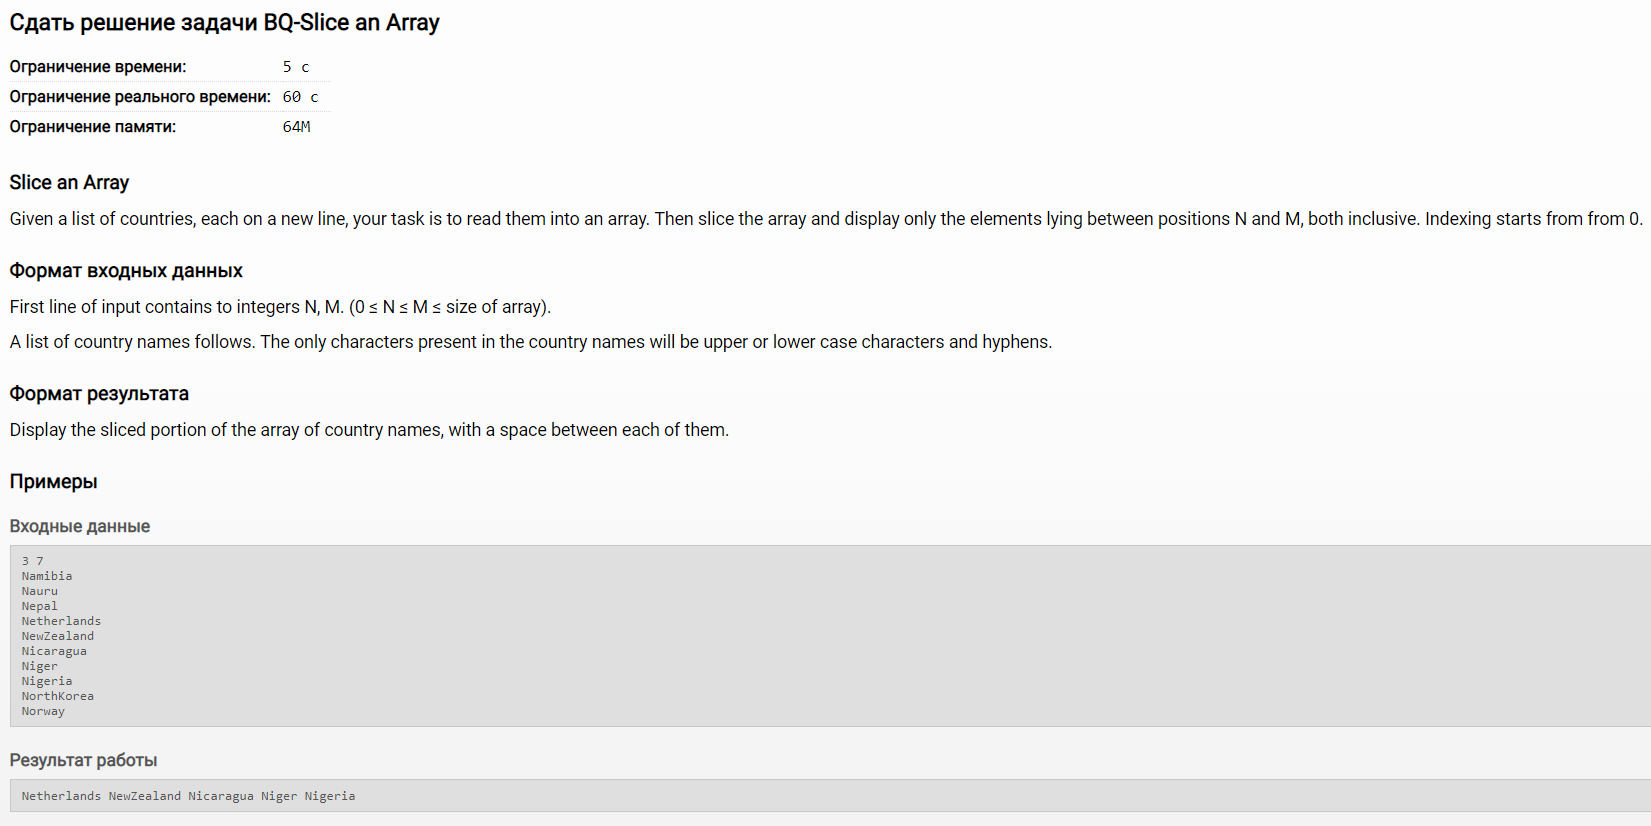 Сдать решение задачи BQ-Slice an Array
Ограничение времени: 5 с
Ограничение реального времени: 60 с
Ограничение памяти: 64M
Slice an Array
Given a list of countries, each on a new line, your task is to read them into an array. Then slice the array and display only the elements lying between positions N and M, both inclusive. Indexing starts from from 0.
Формат входных данных
First line of input contains to integers N, M. (0 ≤ N ≤ M ≤ size of array).
A list of country names follows. The only characters present in the country names will be upper or lower case characters and hyphens.
Формат результата
Display the sliced portion of the array of country names, with a space between each of them.
Примеры
Входные данные
3 7
Namibia
Nauru
Nepal
Netherlands
NewZealand
Nicaragua
Niger
Nigeria
NorthKorea
Norway
Результат работы
Netherlands NewZealand Nicaragua Niger Nigeria